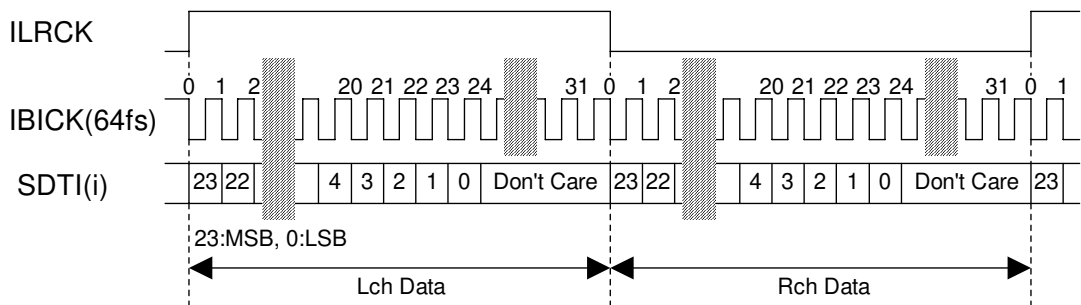 ILRCK
0 1 2 20 21 22 23 24 31 0 1 2 20 21 22 23 24 31 0 1
IBICK(64fs)
SDTI(i) 23 22 4 3 2 1 0 Don't Care 23 22 4 3 2 1 0 Don't Care 23
23:MSB, 0:LSB
Lch Data Rch Data